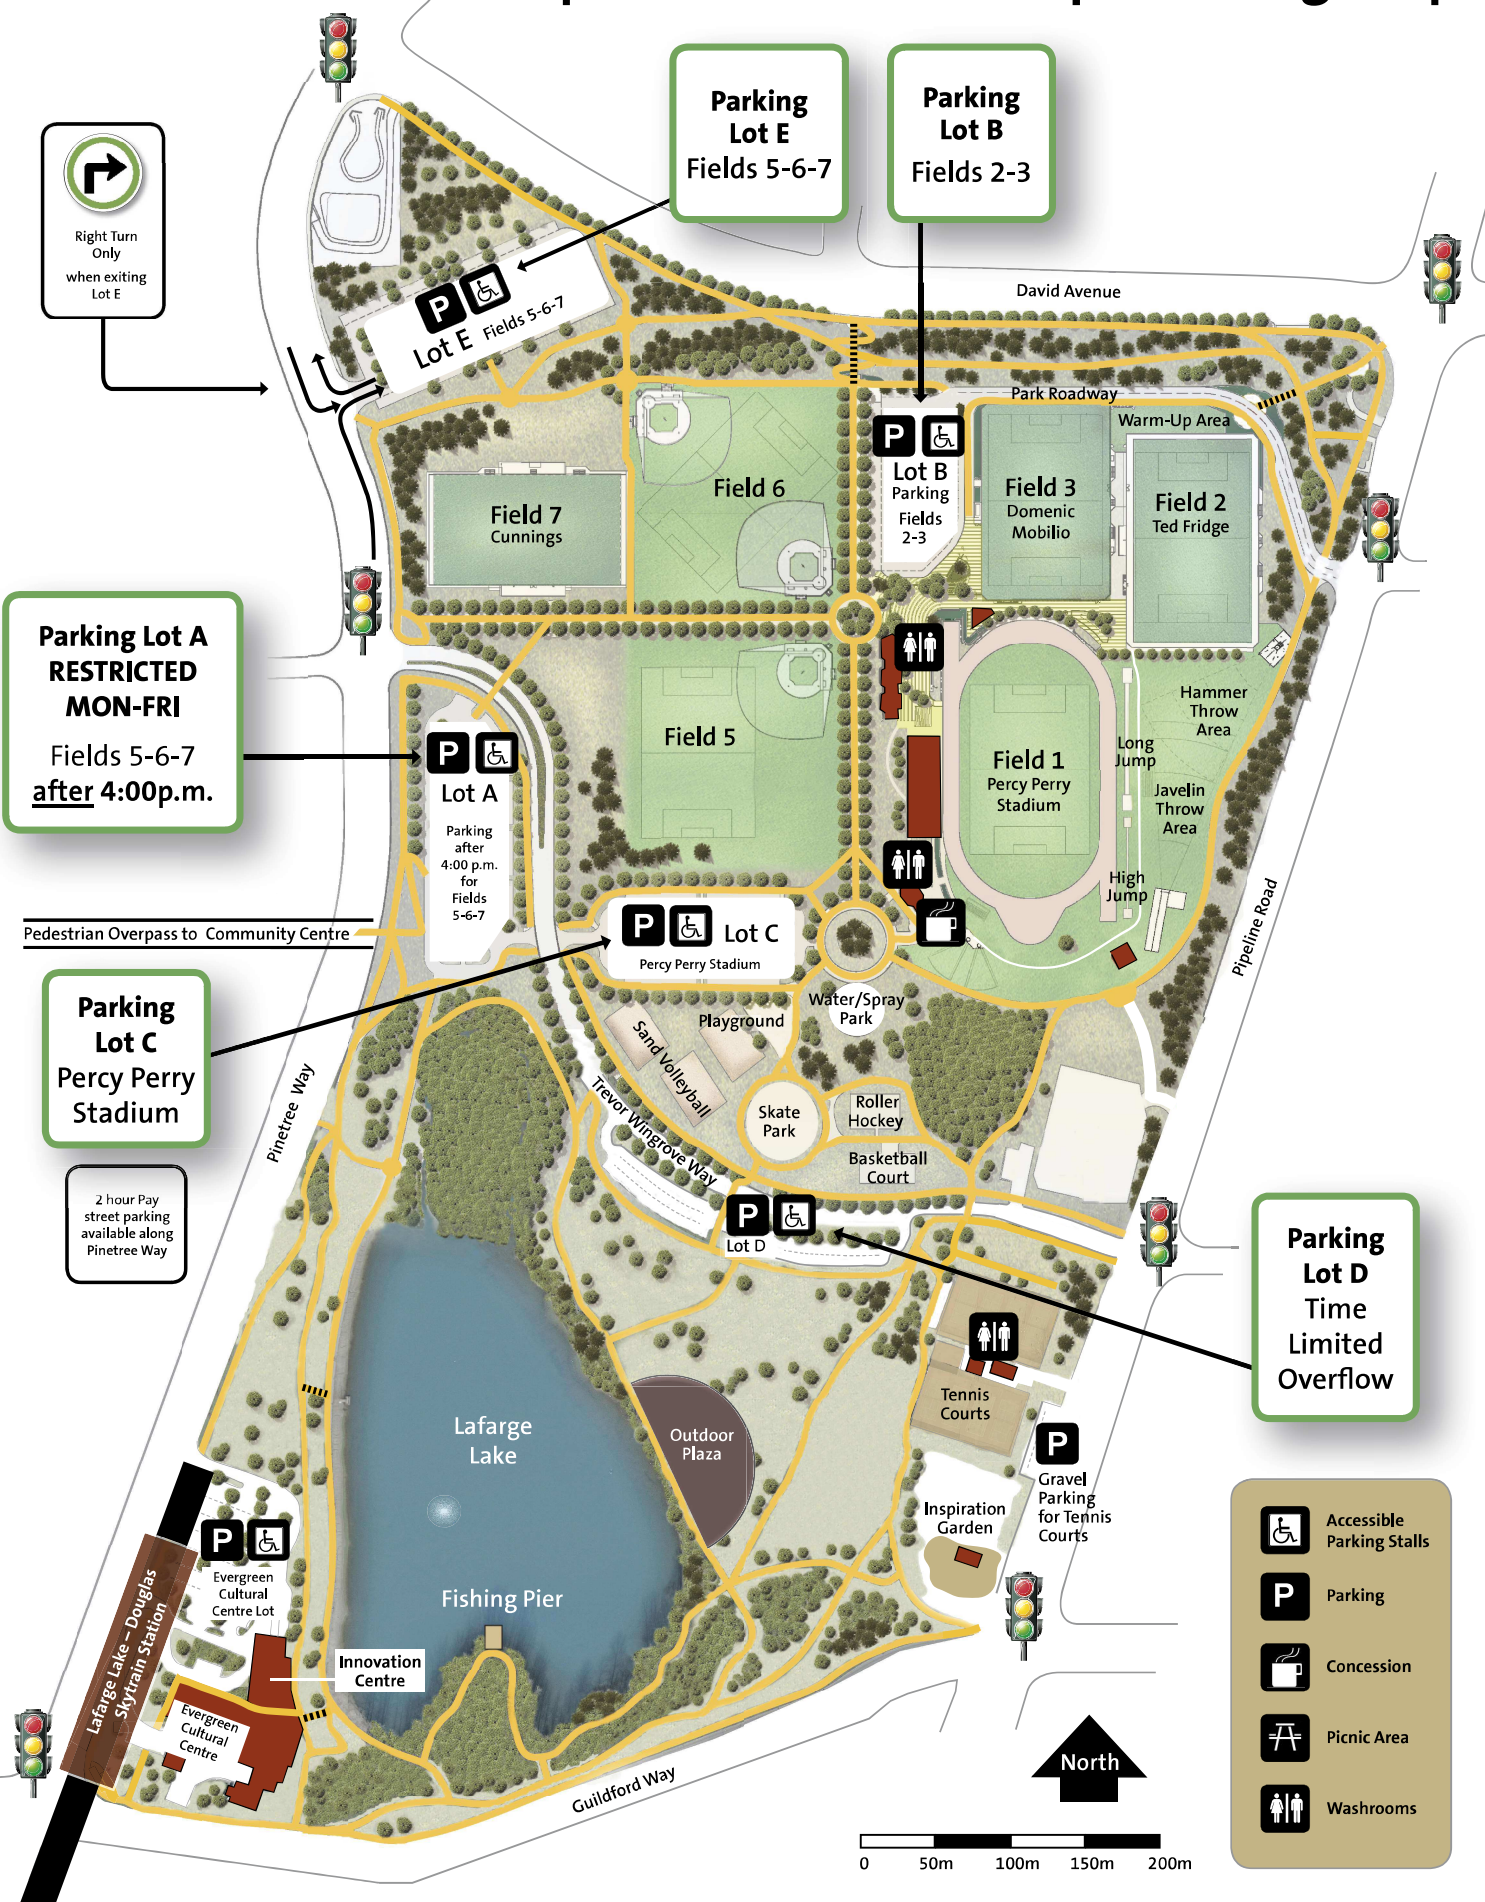 Parking
Lot E
Fields 5-6-7
Parking
Lot B
Fields 2-3
Right Turn
Only
when exiting
Lot E
David Avenue
P
Lot E Fields 5-6-7
Park Roadway
Warm-Up Area
P
Lot B
Parking
Fields
2-3
Field 3
Domenic
Mobilio
Field 2
Ted Fridge
Field 6
Field 7
Cunnings
Parking Lot A
RESTRICTED
MON-FRI
Fields 5-6-7
after 4:00p.m.
P
Lot A
Parking
after
4:00 p.m.
for
Fields
5-6-7
Field 5
Field 1
Percy Perry
Stadium
Hammer
Throw
Area
Long
Jump
Javelin
Throw
Area
High
Jump
Pipeline Road
Pedestrian Overpass to Community Centre
P
Lot C
Percy Perry Stadium
Parking
Lot C
Percy Perry
Stadium
Water/Spray
Park
Playground
Sand Volleyball
Trevor Wingrove Way
Skate
Park
Roller
Hockey
Basketball
Court
Pinetree Way
2 hour Pay
street parking
available along
Pinetree Way
P
Lot D
Parking
Lot D
Time
Limited
Overflow
Tennis
Courts
P
Gravel
Parking
for Tennis
Courts
Lafarge
Lake
Outdoor
Plaza
Inspiration
Garden
P
Evergreen
Cultural
Centre Lot
Fishing Pier
Lafarge Lake – Douglas
Skytrain Station
Innovation
Centre
Evergreen
Cultural
Centre
Guildford Way
North
0 50m 100m 150m 200m
Accessible
Parking Stalls
P
Parking
Concession
Picnic Area
Washrooms